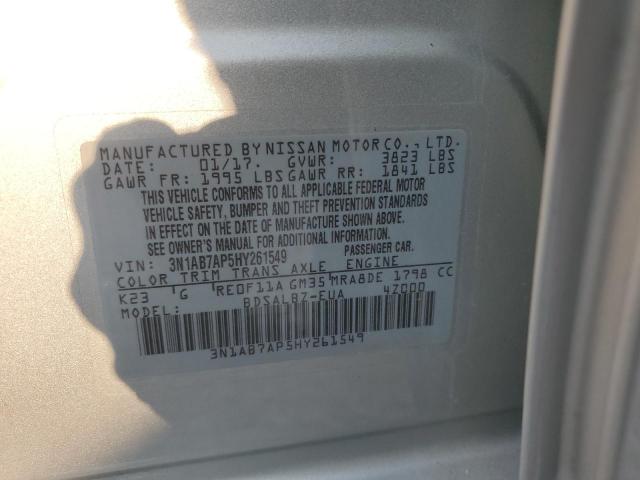 MANUFACTURED BY NISSAN MOTOR CO., LTD.
DATE: 01/17. GVWR: 3823 LBS
GAWR FR: 1995 LBS GAWR RR: 1841 LBS
THIS VEHICLE CONFORMS TO ALL APPLICABLE FEDERAL MOTOR
VEHICLE SAFETY, BUMPER AND THEFT PREVENTION STANDARDS
IN EFFECT ON THE DATE OF MANUFACTURE SHOWN ABOVE.
SEE OWNER'S MANUAL FOR ADDITIONAL INFORMATION.
VIN: 3N1AB7AP5HY261549 PASSENGER CAR.
COLOR TRIM TRANS AXLE ENGINE
K23 G RE0F11A GM35 MRA8DE 1798 CC
MODEL: BDSALBZ-EUA 4Z000
3N1AB7AP5HY261549